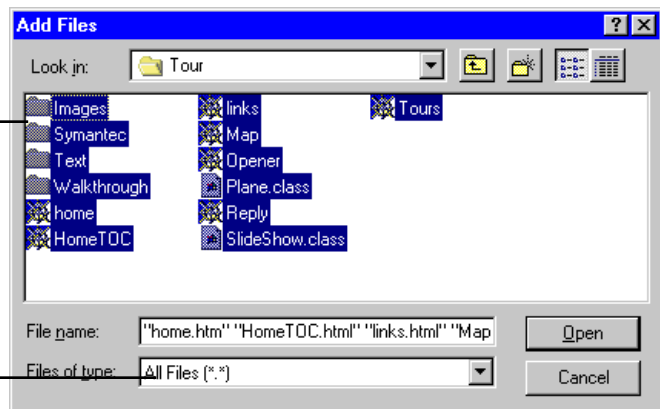 Add Files
Look in: Tour
Images
Symantec
Text
Walkthrough
home
HomeTOC
links
Map
Opener
Plane.class
Reply
SlideShow.class
Tours
File name: "home.htm" "HomeTOC.html" "links.html" "Map
Open
Files of type: All Files (*.*)
Cancel